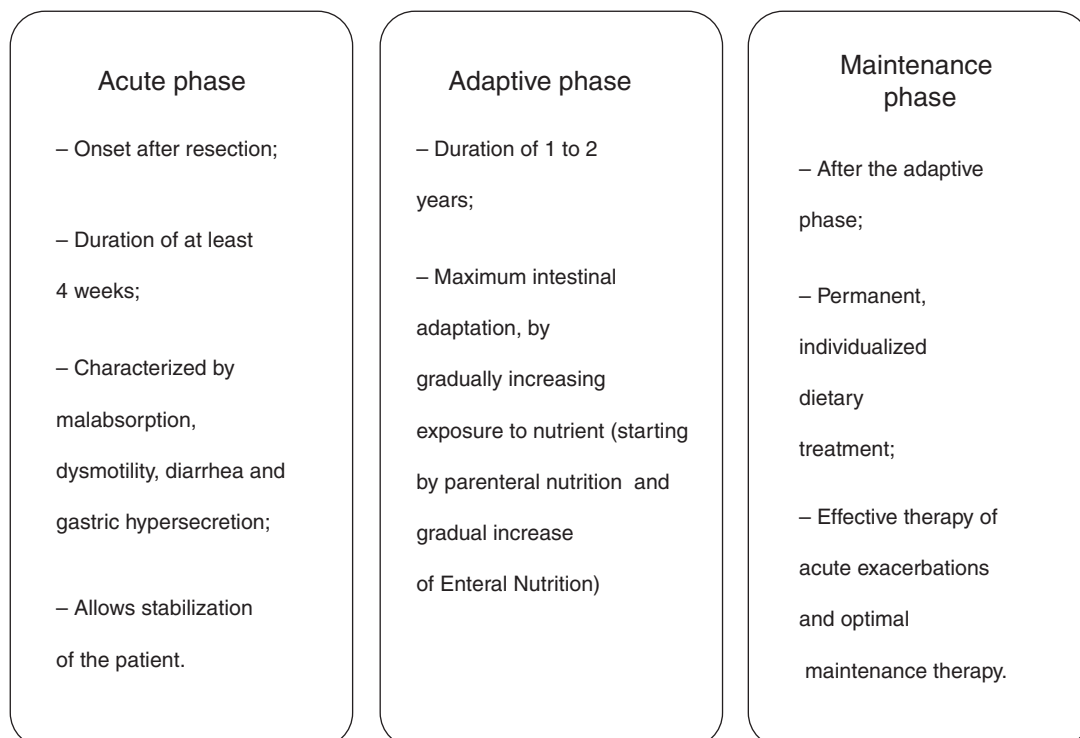 Acute phase
– Onset after resection;
– Duration of at least
4 weeks;
– Characterized by
malabsorption,
dysmotility, diarrhea and
gastric hypersecretion;
– Allows stabilization
of the patient.
Adaptive phase
– Duration of 1 to 2
years;
– Maximum intestinal
adaptation, by
gradually increasing
exposure to nutrient (starting
by parenteral nutrition and
gradual increase
of Enteral Nutrition)
Maintenance
phase
– After the adaptive
phase;
– Permanent,
individualized
dietary
treatment;
– Effective therapy of
acute exacerbations
and optimal
maintenance therapy.